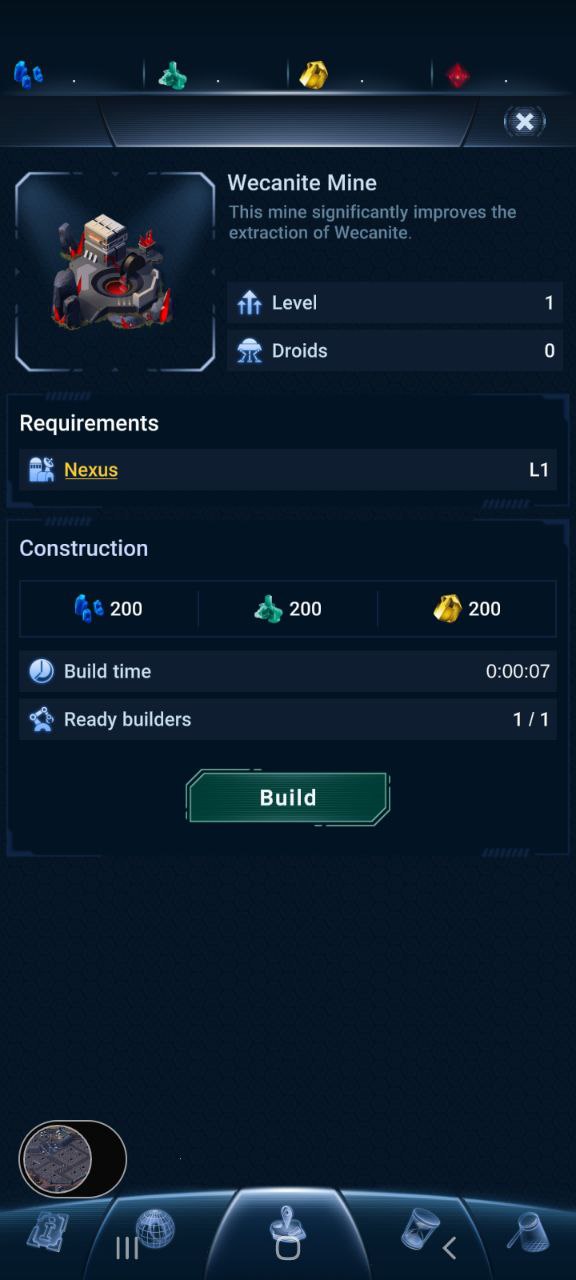 Wecanite Mine
This mine significantly improves the
extraction of Wecanite.
Level 1
Droids 0
Requirements
Nexus L1
Construction
200 200 200
Build time 0:00:07
Ready builders 1 / 1
Build